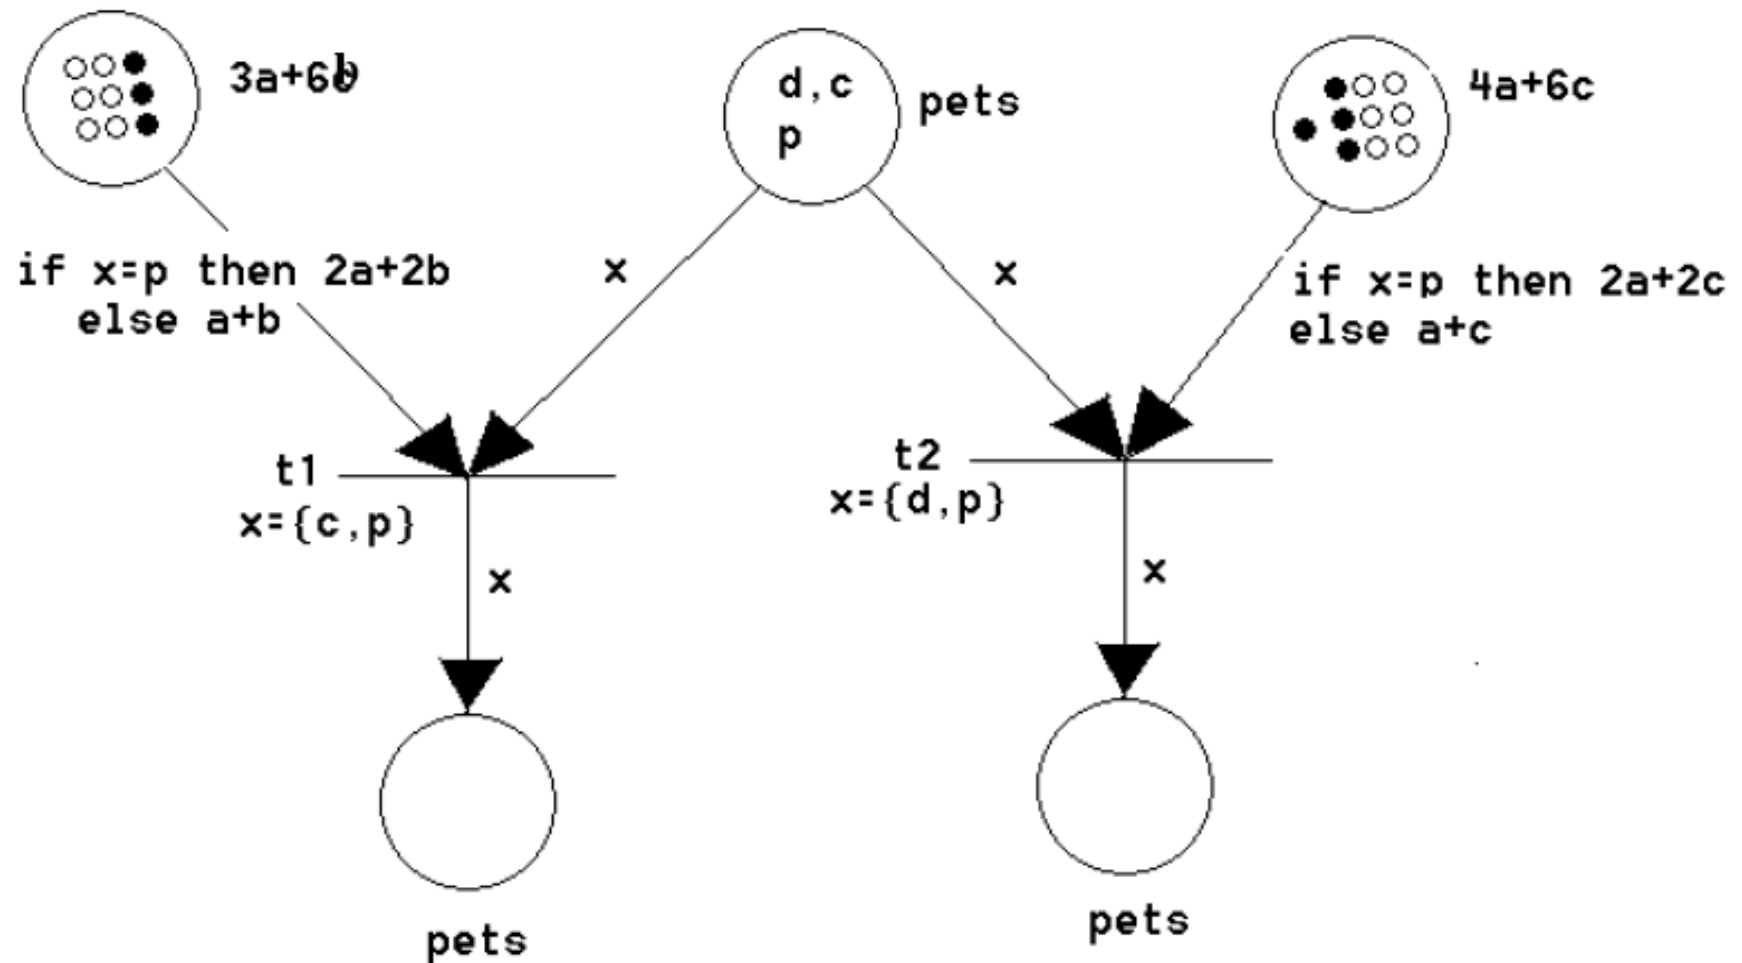 3a+6b
d,c
p
pets
4a+6c
if x=p then 2a+2b
else a+b
x
x
if x=p then 2a+2c
else a+c
t1
x={c,p}
t2
x={d,p}
x
x
pets
pets